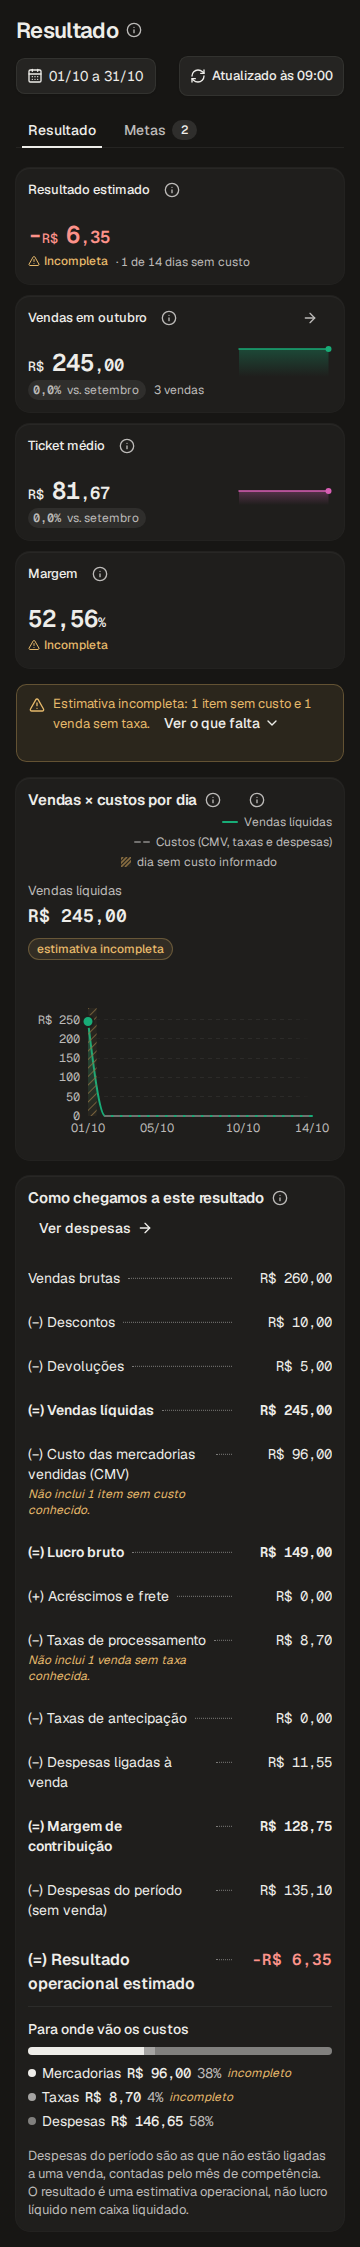 Resultado
01/10 a 31/10
Atualizado às 09:00
Resultado
Metas 2
Resultado estimado
-R$ 6,35
Incompleta · 1 de 14 dias sem custo
Vendas em outubro
R$ 245,00
0,0% vs. setembro 3 vendas
Ticket médio
R$ 81,67
0,0% vs. setembro
Margem
52,56%
Incompleta
Estimativa incompleta: 1 item sem custo e 1
venda sem taxa. Ver o que falta
Vendas × custos por dia
Vendas líquidas
Custos (CMV, taxas e despesas)
dia sem custo informado
Vendas líquidas
R$ 245,00
estimativa incompleta
R$ 250
200
150
100
50
0
01/10 05/10 10/10 14/10
Como chegamos a este resultado
Ver despesas
Vendas brutas R$ 260,00
(−) Descontos R$ 10,00
(−) Devoluções R$ 5,00
(=) Vendas líquidas R$ 245,00
(−) Custo das mercadorias R$ 96,00
vendidas (CMV)
Não inclui 1 item sem custo
conhecido.
(=) Lucro bruto R$ 149,00
(+) Acréscimos e frete R$ 0,00
(−) Taxas de processamento R$ 8,70
Não inclui 1 venda sem taxa
conhecida.
(−) Taxas de antecipação R$ 0,00
(−) Despesas ligadas à R$ 11,55
venda
(=) Margem de R$ 128,75
contribuição
(−) Despesas do período R$ 135,10
(sem venda)
(=) Resultado -R$ 6,35
operacional estimado
Para onde vão os custos
Mercadorias R$ 96,00 38% incompleto
Taxas R$ 8,70 4% incompleto
Despesas R$ 146,65 58%
Despesas do período são as que não estão ligadas
a uma venda, contadas pelo mês de competência.
O resultado é uma estimativa operacional, não lucro
líquido nem caixa liquidado.